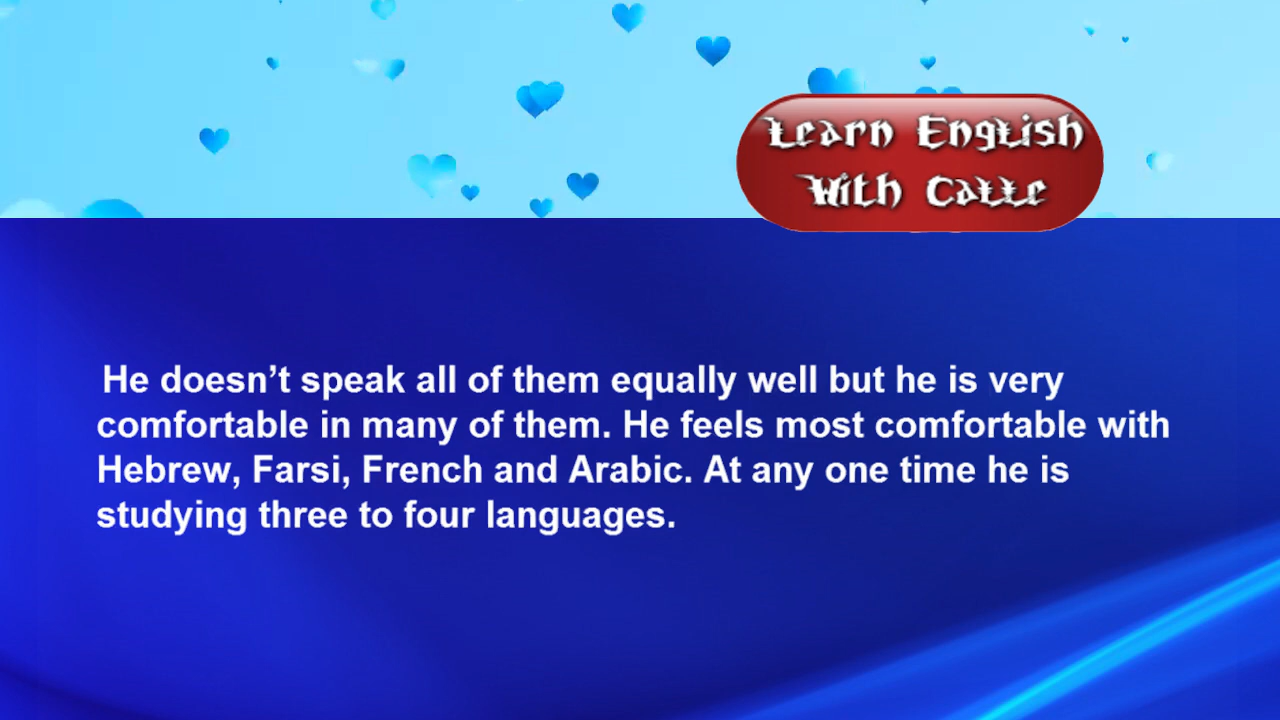 Learn English
With Catte
He doesn’t speak all of them equally well but he is very
comfortable in many of them. He feels most comfortable with
Hebrew, Farsi, French and Arabic. At any one time he is
studying three to four languages.